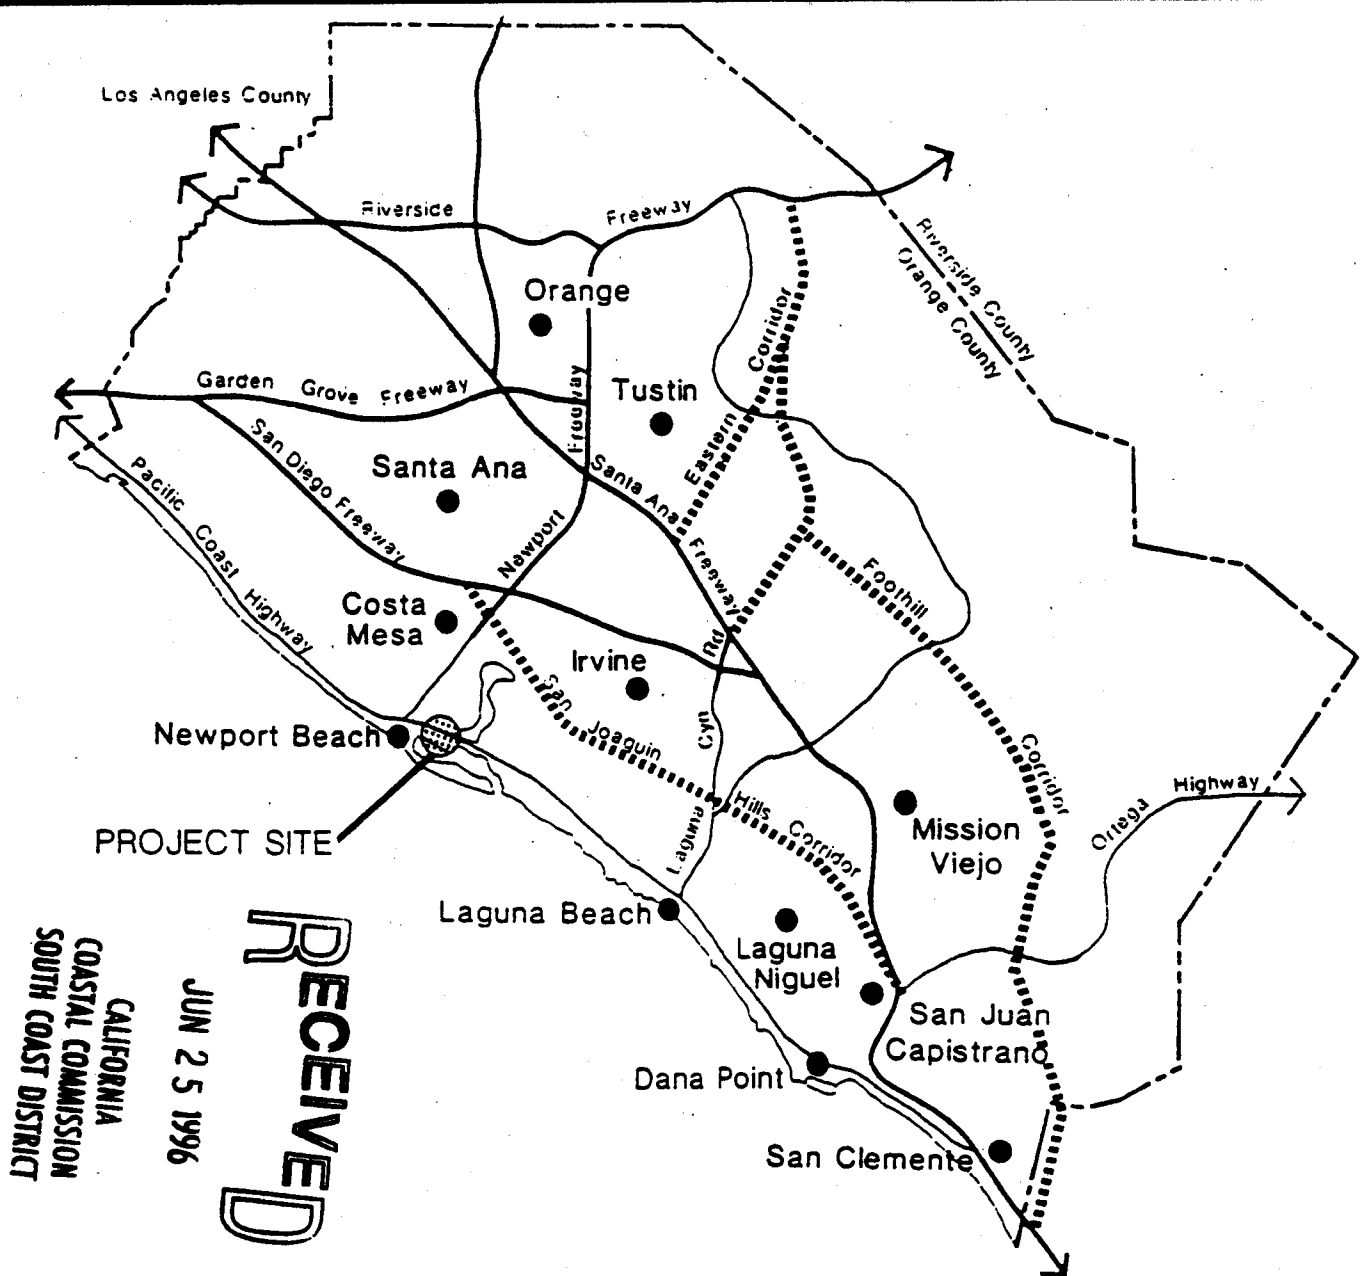 Los Angeles County
Riverside Freeway
Riverside County
Orange County
Orange
Eastern Corridor
Garden Grove Freeway
Freeway
Tustin
San Diego Freeway
Santa Ana
Santa Ana Freeway
Pacific Coast Highway
Newport
Foothill Corridor
Costa
Mesa
Irvine
Laguna Cyn Rd
San Joaquin Hills Corridor
Newport Beach
Ortega Highway
PROJECT SITE
Mission
Viejo
Laguna Beach
Laguna
Niguel
San Juan
Capistrano
Dana Point
San Clemente
RECEIVED
JUN 25 1996
CALIFORNIA
COASTAL COMMISSION
SOUTH COAST DISTRICT